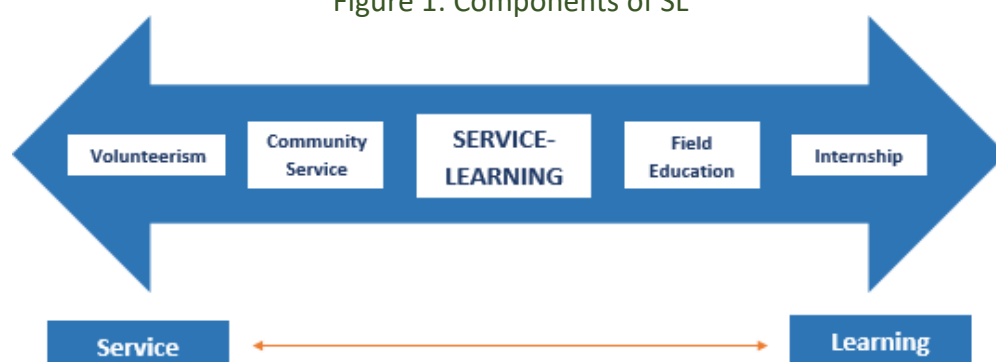 Figure 1. Components of SL
Volunteerism
Community
Service
SERVICE-
LEARNING
Field
Education
Internship
Service
Learning